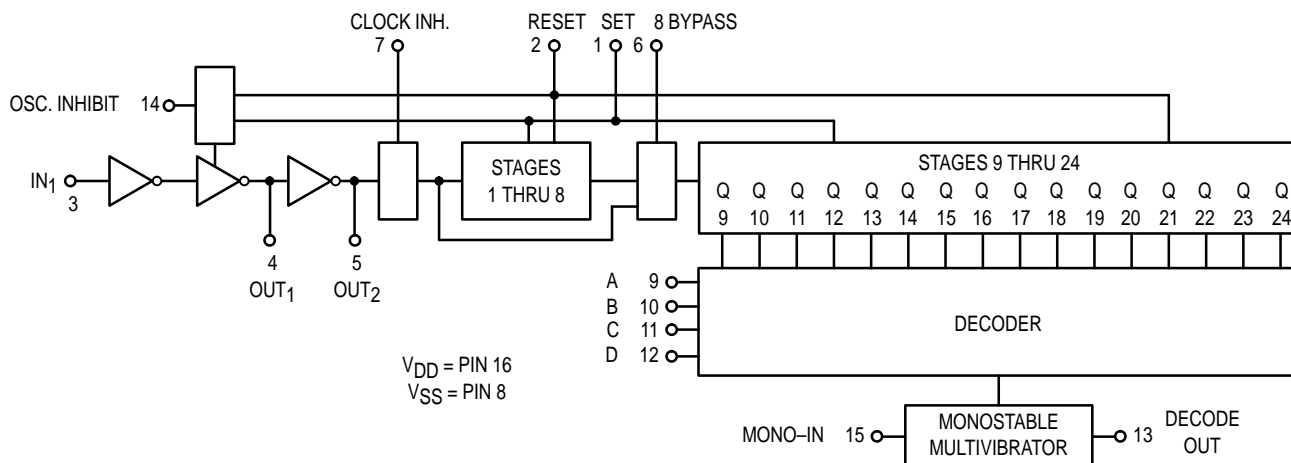 CLOCK INH.
7
RESET
2
SET
1
8 BYPASS
6
OSC. INHIBIT 14
IN1
3
STAGES
1 THRU 8
STAGES 9 THRU 24
Q Q Q Q Q Q Q Q Q Q Q Q Q Q Q Q
9 10 11 12 13 14 15 16 17 18 19 20 21 22 23 24
4
OUT1
5
OUT2
A 9
B 10
C 11
D 12
DECODER
VDD = PIN 16
VSS = PIN 8
MONO–IN 15
MONOSTABLE
MULTIVIBRATOR
13 DECODE
OUT